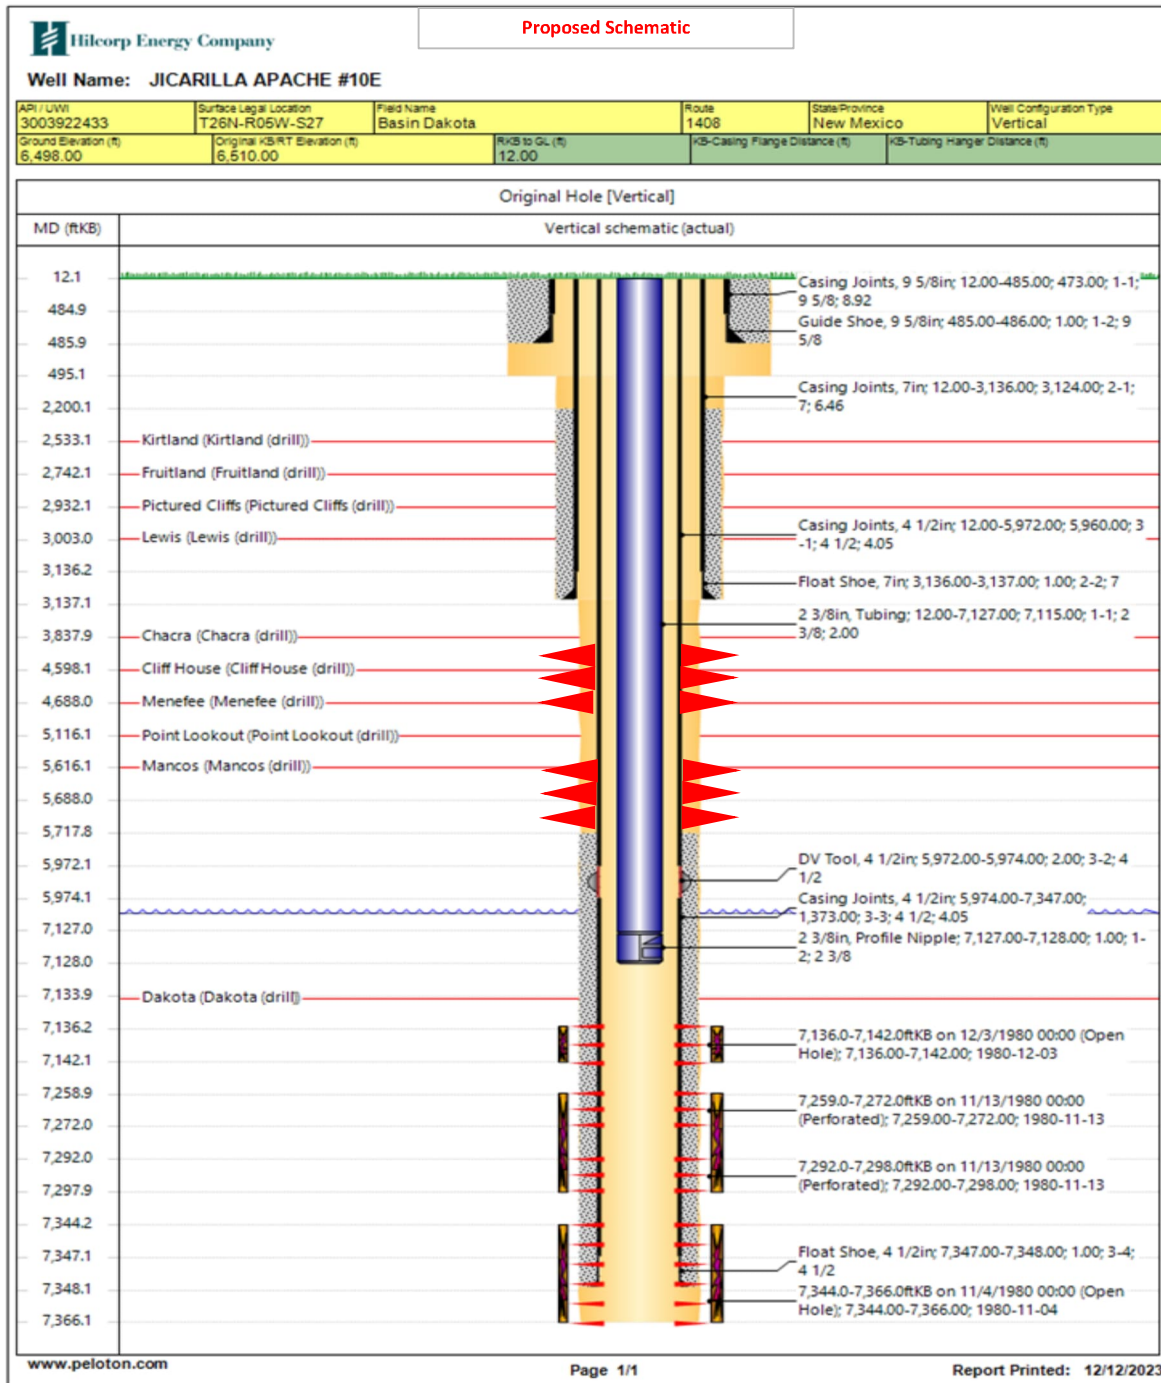 Proposed Schematic
Hilcorp Energy Company
Well Name: JICARILLA APACHE #10E
API / UWI
3003922433
Surface Legal Location
T26N-R05W-S27
Field Name
Basin Dakota
Route
1408
State/Province
New Mexico
Well Configuration Type
Vertical
Ground Elevation (ft)
6,498.00
Original KB/RT Elevation (ft)
6,510.00
RKB to GL (ft)
12.00
KB-Casing Flange Distance (ft)
KB-Tubing Hanger Distance (ft)
Original Hole [Vertical]
MD (ftKB)
Vertical schematic (actual)
12.1
Casing Joints, 9 5/8in; 12.00-485.00; 473.00; 1-1;
9 5/8; 8.92
484.9
Guide Shoe, 9 5/8in; 485.00-486.00; 1.00; 1-2; 9
5/8
485.9
495.1
Casing Joints, 7in; 12.00-3,136.00; 3,124.00; 2-1;
7; 6.46
2,200.1
2,533.1
Kirtland (Kirtland (drill))
2,742.1
Fruitland (Fruitland (drill))
2,932.1
Pictured Cliffs (Pictured Cliffs (drill))
3,003.0
Lewis (Lewis (drill))
Casing Joints, 4 1/2in; 12.00-5,972.00; 5,960.00; 3
-1; 4 1/2; 4.05
3,136.2
Float Shoe, 7in; 3,136.00-3,137.00; 1.00; 2-2; 7
3,137.1
2 3/8in, Tubing; 12.00-7,127.00; 7,115.00; 1-1; 2
3/8; 2.00
3,837.9
Chacra (Chacra (drill))
4,598.1
Cliff House (Cliff House (drill))
4,688.0
Menefee (Menefee (drill))
5,116.1
Point Lookout (Point Lookout (drill))
5,616.1
Mancos (Mancos (drill))
5,688.0
5,717.8
5,972.1
DV Tool, 4 1/2in; 5,972.00-5,974.00; 2.00; 3-2; 4
1/2
5,974.1
Casing Joints, 4 1/2in; 5,974.00-7,347.00;
1,373.00; 3-3; 4 1/2; 4.05
7,127.0
2 3/8in, Profile Nipple; 7,127.00-7,128.00; 1.00; 1-
2; 2 3/8
7,128.0
7,133.9
Dakota (Dakota (drill))
7,136.2
7,136.0-7,142.0ftKB on 12/3/1980 00:00 (Open
Hole); 7,136.00-7,142.00; 1980-12-03
7,142.1
7,258.9
7,259.0-7,272.0ftKB on 11/13/1980 00:00
(Perforated); 7,259.00-7,272.00; 1980-11-13
7,272.0
7,292.0
7,292.0-7,298.0ftKB on 11/13/1980 00:00
(Perforated); 7,292.00-7,298.00; 1980-11-13
7,297.9
7,344.2
7,347.1
Float Shoe, 4 1/2in; 7,347.00-7,348.00; 1.00; 3-4;
4 1/2
7,348.1
7,344.0-7,366.0ftKB on 11/4/1980 00:00 (Open
Hole); 7,344.00-7,366.00; 1980-11-04
7,366.1
www.peloton.com
Page 1/1
Report Printed: 12/12/2023